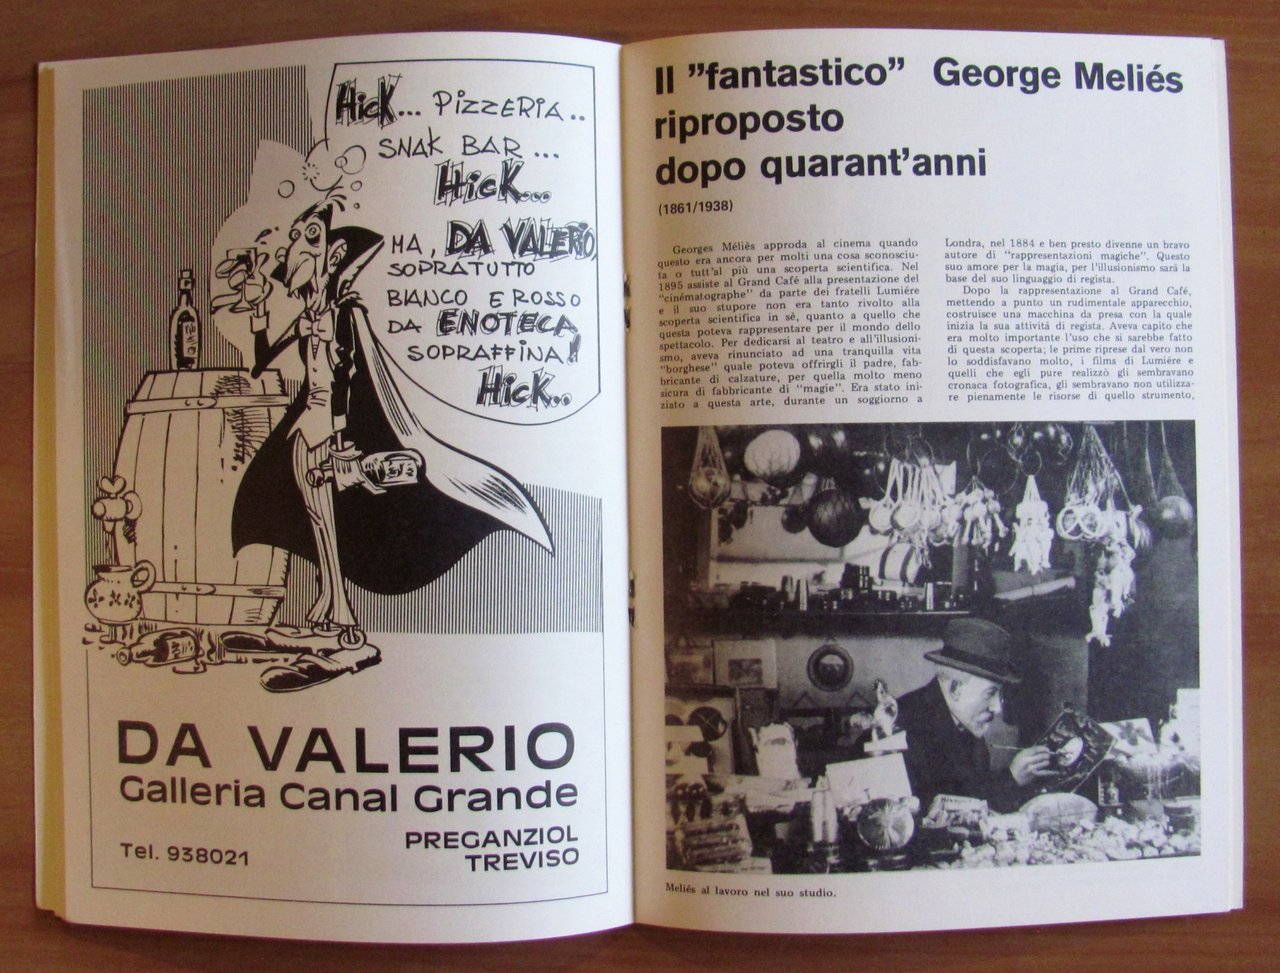 HicK... PIZZERIA..
SNAK BAR ...
HicK...
MA, DA VALERIO,
SOPRATUTTO
BIANCO E ROSSO
DA ENOTECA
SOPRAFFINA!
HicK..
DA VALERIO
Galleria Canal Grande
PREGANZIOL
Tel. 938021
TREVISO
Il "fantastico" George Meliés
riproposto
dopo quarant'anni
(1861/1938)
Georges Méliès approda al cinema quando
questo era ancora per molti una cosa sconosciu-
ta o tutt'al più una scoperta scientifica. Nel
1895 assiste al Grand Café alla presentazione del
"cinématographe" da parte dei fratelli Lumière
e il suo stupore non era tanto rivolto alla
scoperta scientifica in sè, quanto a quello che
questa poteva rappresentare per il mondo dello
spettacolo. Per dedicarsi al teatro e all'illusioni-
smo, aveva rinunciato ad una tranquilla vita
"borghese" quale poteva offrirgli il padre, fab-
bricante di calzature, per quella molto meno
sicura di fabbricante di "magie". Era stato ini-
ziato a questa arte, durante un soggiorno a
Londra, nel 1884 e ben presto divenne un bravo
autore di "rappresentazioni magiche". Questo
suo amore per la magia, per l'illusionismo sarà la
base del suo linguaggio di regista.
Dopo la rappresentazione al Grand Café,
mettendo a punto un rudimentale apparecchio,
costruisce una macchina da presa con la quale
inizia la sua attività di regista. Aveva capito che
era molto importante l'uso che si sarebbe fatto
di questa scoperta; le prime riprese dal vero non
lo soddisfavano molto, i films di Lumiére e
quelli che egli pure realizzò gli sembravano
cronaca fotografica, gli sembravano non utilizza-
re pienamente le risorse di quello strumento,
Meliés al lavoro nel suo studio.